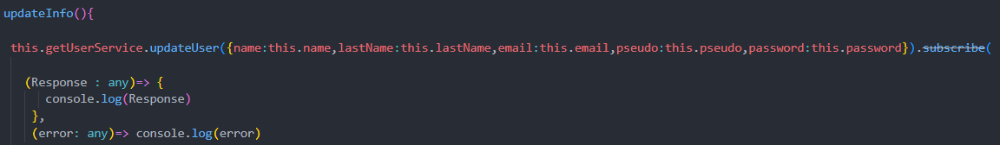 updateInfo(){
this.getUserService.updateUser({name:this.name,lastName:this.lastName,email:this.email,pseudo:this.pseudo,password:this.password}).subscribe(
(Response : any)=> {
console.log(Response)
},
(error: any)=> console.log(error)